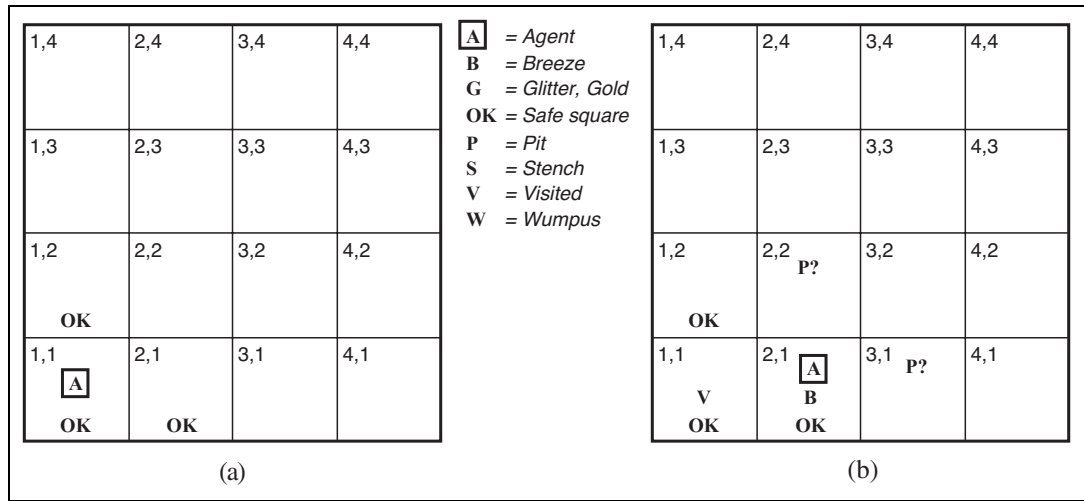 1,4 2,4 3,4 4,4
1,3 2,3 3,3 4,3
1,2 2,2 3,2 4,2
OK
1,1 2,1 3,1 4,1
A
OK OK
(a)
A = Agent
B = Breeze
G = Glitter, Gold
OK = Safe square
P = Pit
S = Stench
V = Visited
W = Wumpus
1,4 2,4 3,4 4,4
1,3 2,3 3,3 4,3
1,2 2,2 3,2 4,2
P?
OK
1,1 2,1 3,1 4,1
A P?
V B
OK OK
(b)